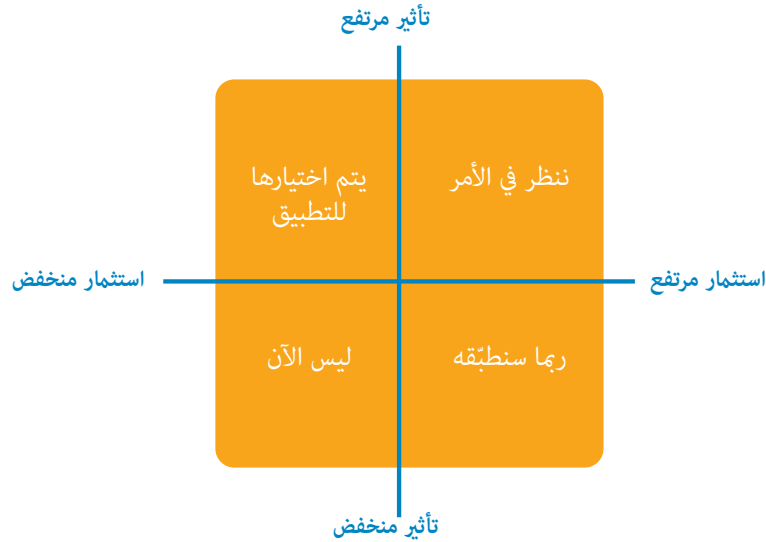 تأثير مرتفع
ننظر في الأمر
يتم اختيارها
للتطبيق
استثمار مرتفع
استثمار منخفض
ربما سنطبّقه
ليس الآن
تأثير منخفض